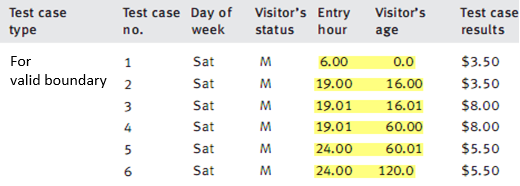 Test case Test case Day of Visitor's Entry Visitor's Test case
type no. week status hour age results
For 1 Sat M 6.00 0.0 $3.50
valid boundary 2 Sat M 19.00 16.00 $3.50
3 Sat M 19.01 16.01 $8.00
4 Sat M 19.01 60.00 $8.00
5 Sat M 24.00 60.01 $5.50
6 Sat M 24.00 120.0 $5.50